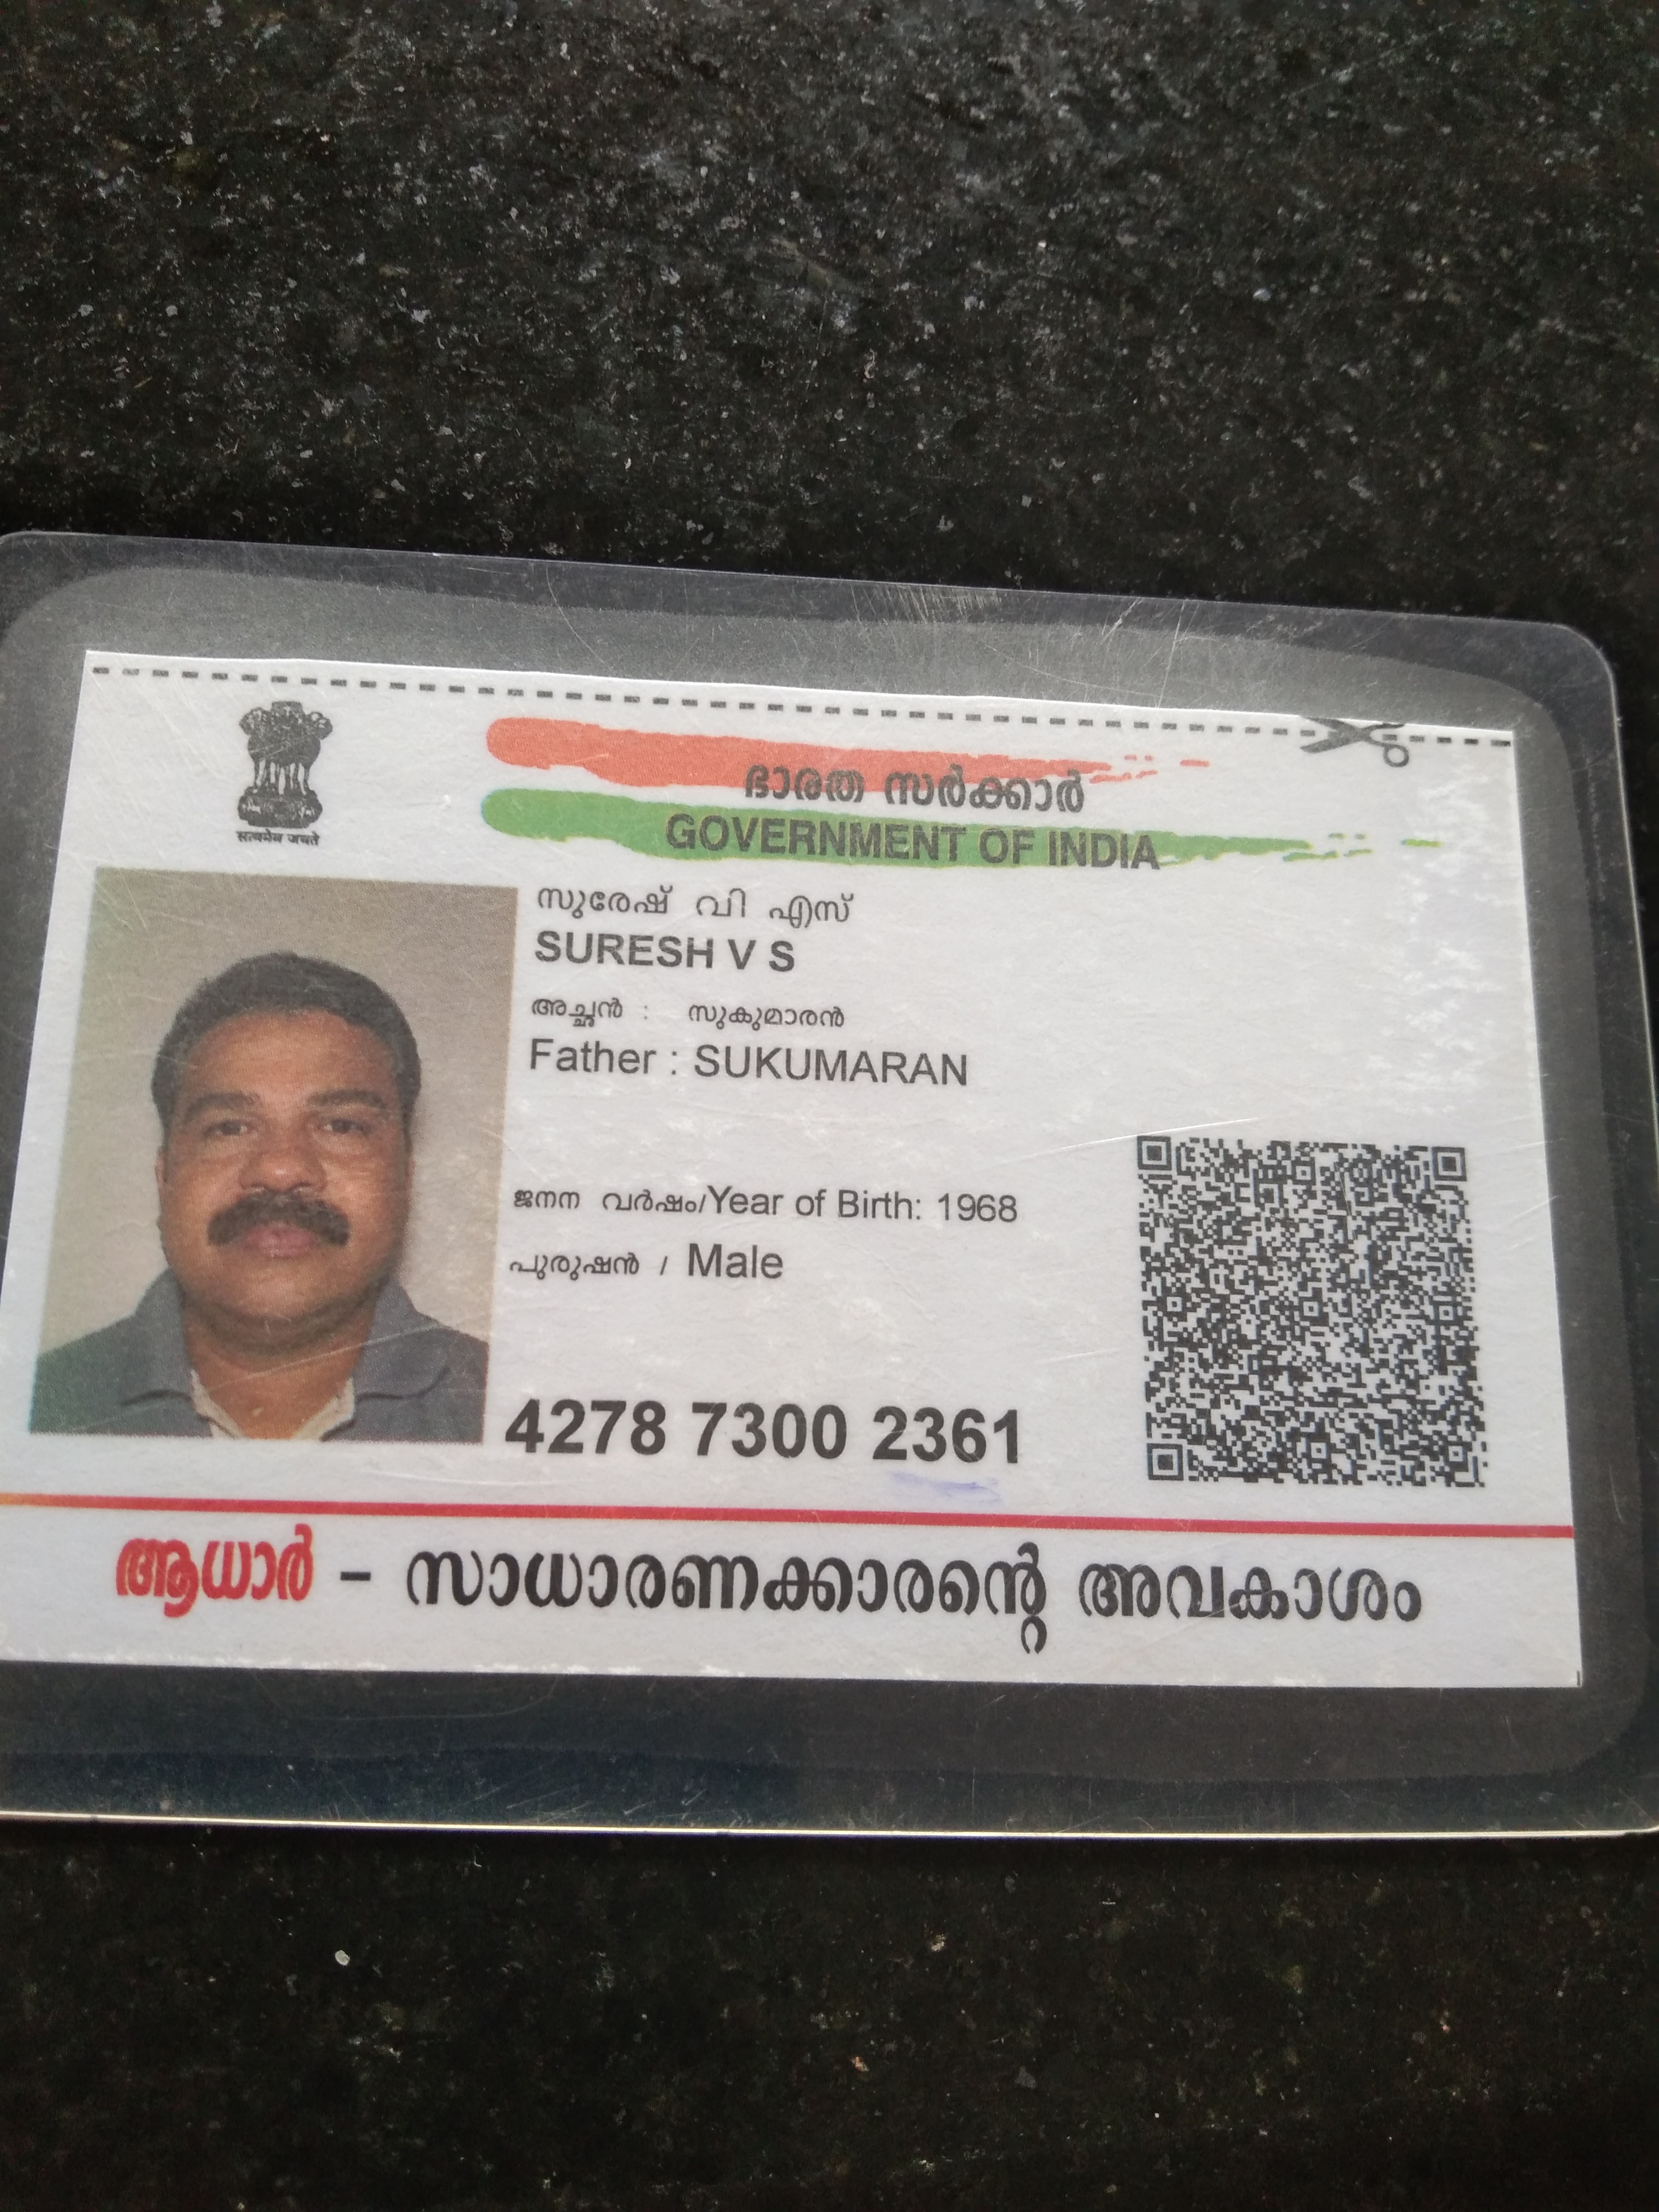 ഭാരത സർക്കാർ
GOVERNMENT OF INDIA
सत्यमेव जयते
സുരേഷ് വി എസ്
SURESH V S
അച്ഛൻ : സുകുമാരൻ
Father : SUKUMARAN
ജനന വർഷം/Year of Birth: 1968
പുരുഷൻ / Male
4278 7300 2361
ആധാർ - സാധാരണക്കാരന്റെ അവകാശം